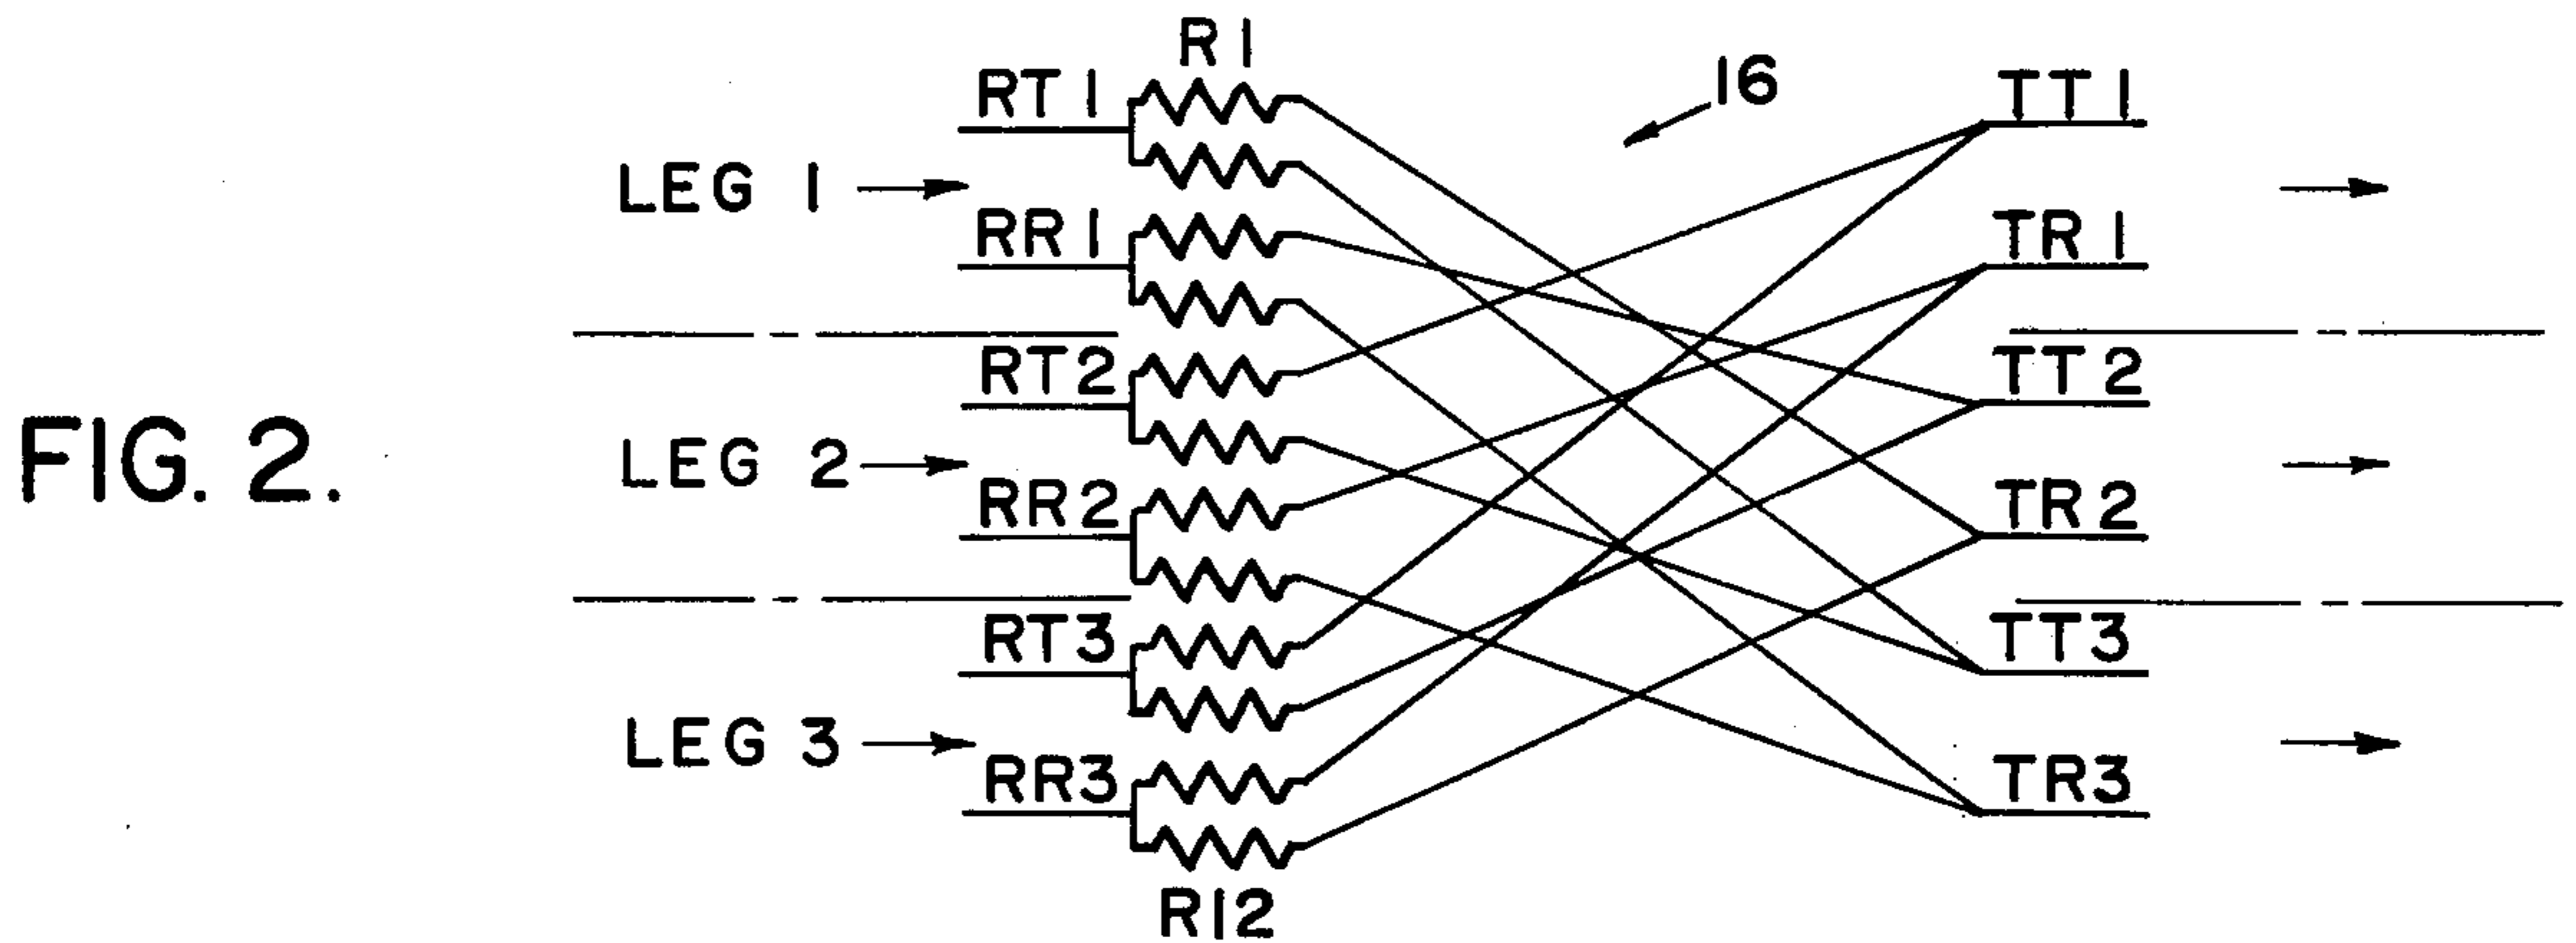 R1
RT1
16
TT1
LEG 1
RR1
TR1
RT2
TT2
FIG. 2.
LEG 2
RR2
TR2
RT3
TT3
LEG 3
RR3
TR3
R12